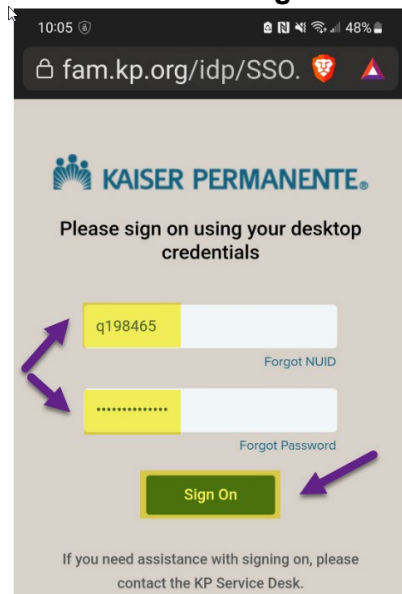 10:05 48%
fam.kp.org/idp/SSO.
KAISER PERMANENTE®
Please sign on using your desktop
credentials
q198465
Forgot NUID
••••••••••••••
Forgot Password
Sign On
If you need assistance with signing on, please
contact the KP Service Desk.